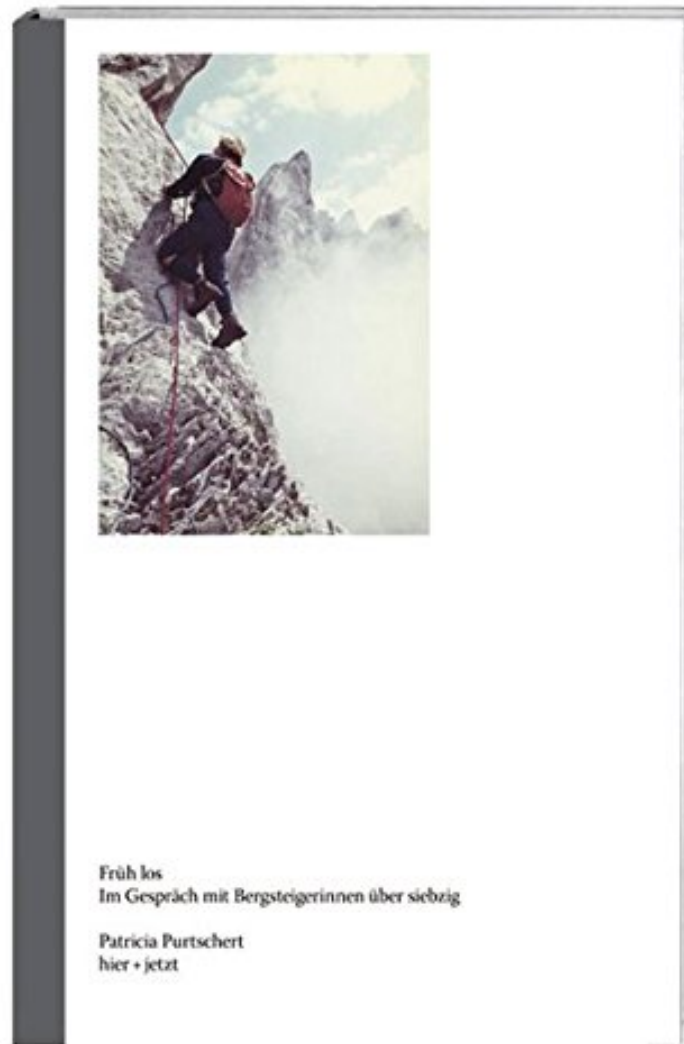 Früh los
Im Gespräch mit Bergsteigerinnen über siebzig
Patricia Purtschert
hier + jetzt